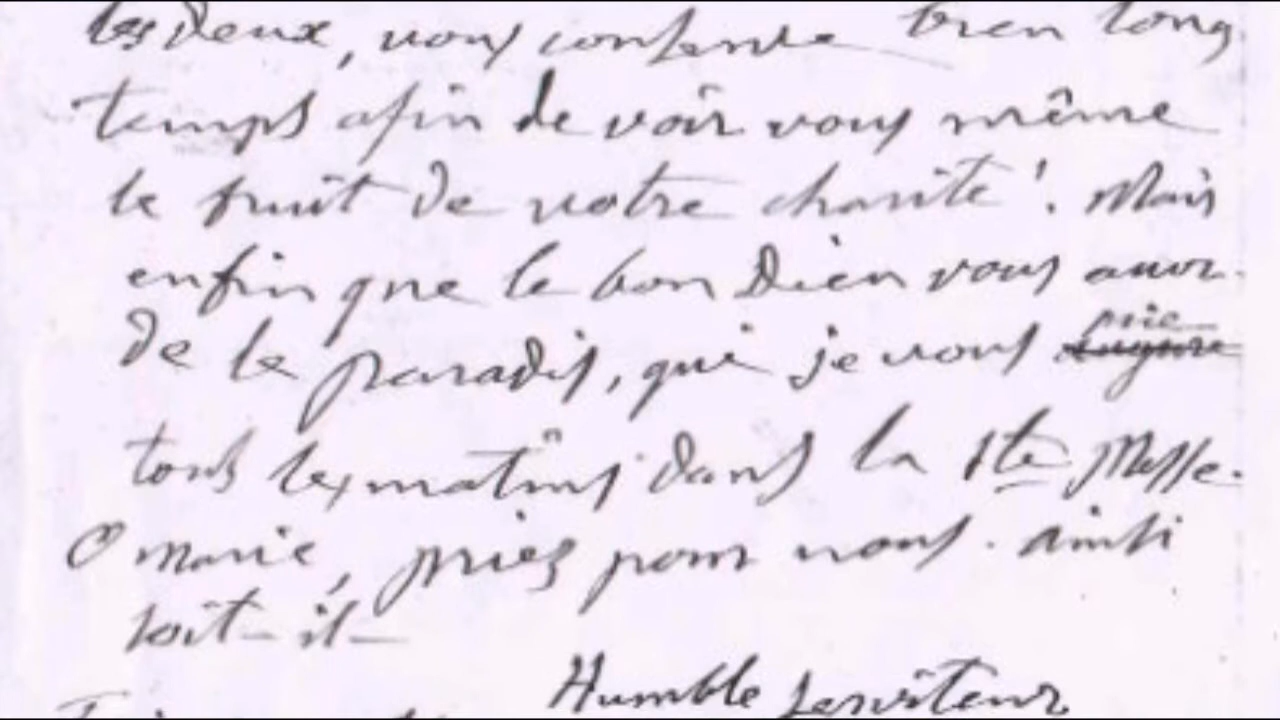 les deux, vous conserve bien long
temps afin de voir vous même
le fruit de votre charité!. Mais
enfin que le bon Dieu vous
de le paradis, que je vous prie
tous les matins dans la Ste Messe.
O Marie, priez pour nous. Ainsi
soit-il-
Humble Serviteur